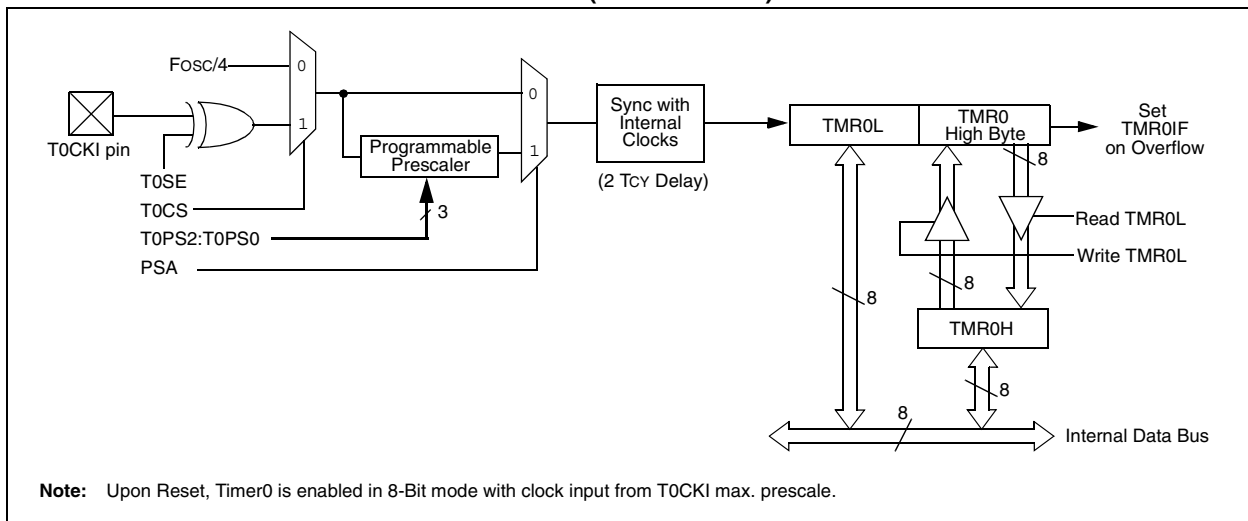 FOSC/4
0
1
T0CKI pin
T0SE
T0CS
T0PS2:T0PS0
PSA
Programmable
Prescaler
3
0
1
Sync with
Internal
Clocks
(2 TCY Delay)
TMR0L
TMR0
High Byte
8
Set
TMR0IF
on Overflow
Read TMR0L
Write TMR0L
8
8
TMR0H
8
8
Internal Data Bus
Note: Upon Reset, Timer0 is enabled in 8-Bit mode with clock input from T0CKI max. prescale.